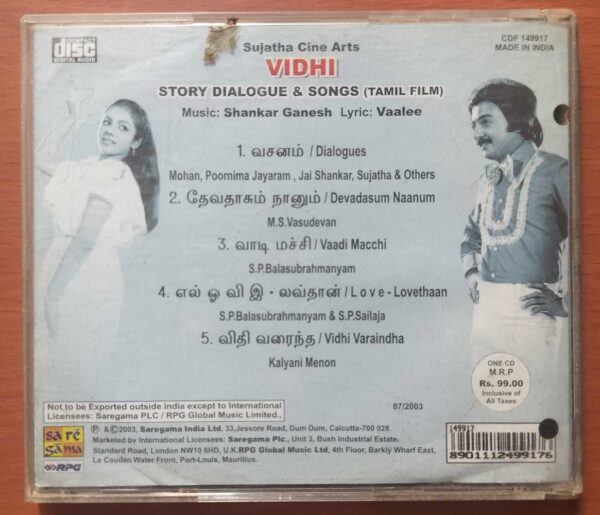 COMPACT
disc
DIGITAL AUDIO
Sujatha Cine Arts
CDF 149917
MADE IN INDIA
VIDHI
STORY DIALOGUE & SONGS (TAMIL FILM)
Music: Shankar Ganesh Lyric: Vaalee
1. வசனம் / Dialogues
Mohan, Poornima Jayaram , Jai Shankar, Sujatha & Others
2. தேவதாசும் நானும் / Devadasum Naanum
M.S.Vasudevan
3. வாடி மச்சி / Vaadi Macchi
S.P.Balasubrahmanyam
4. எல் ஓ வி இ - லவ்தான் / L o v e - Lovethaan
S.P.Balasubrahmanyam & S.P.Sailaja
5. விதி வரைந்த / Vidhi Varaindha
Kalyani Menon
ONE CD
M.R.P
Rs. 99.00
Inclusive of
All Taxes
Not to be Exported outside India except to International
Licensees: Saregama PLC / RPG Global Music Limited.,
07/2003
sa re
ga ma
RPG
℗ &©2003, Saregama India Ltd, 33,Jessore Road, Dum Dum, Calcutta-700 028.
Marketed by International Licensees: Saregama Plc., Unit 3, Bush Industrial Estate,
Standard Road, London NW10 6HD, U.K.RPG Global Music Ltd, 4th Floor, Barkly Wharf East,
Le Caudan Water Front, Port-Louis, Mauritius.
149917
8901112499176